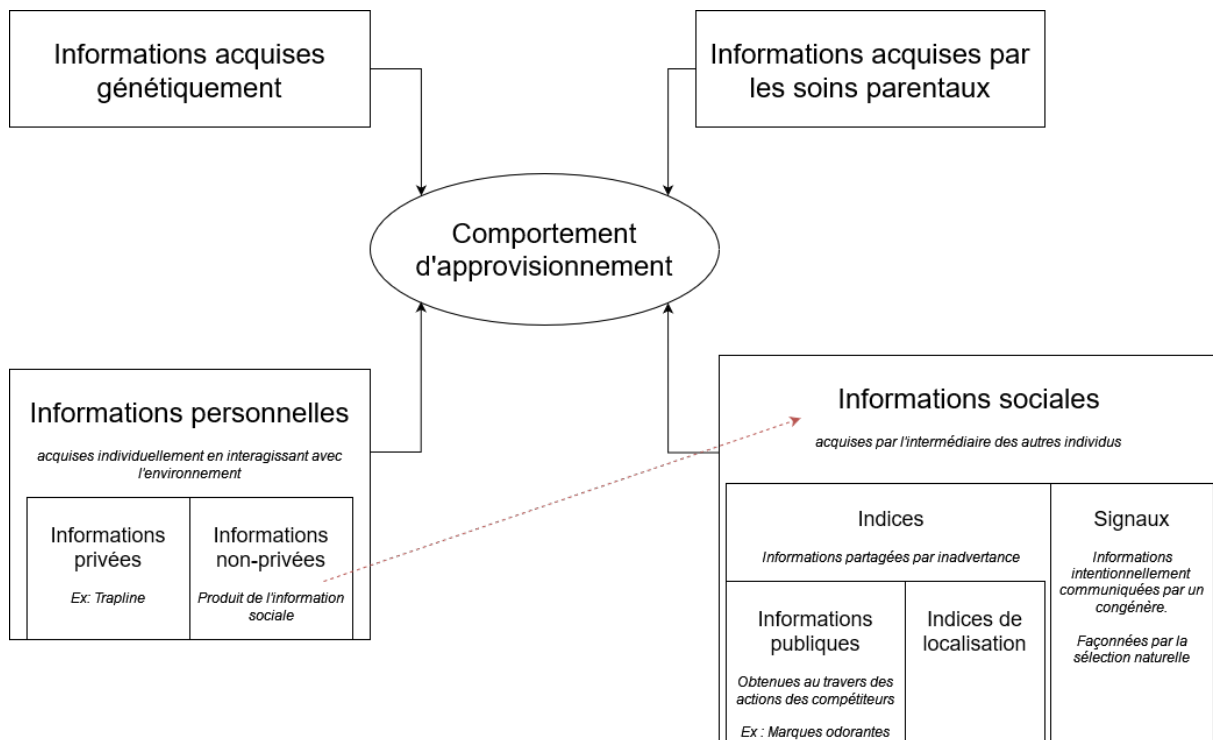 Informations acquises
génétiquement
Informations acquises par
les soins parentaux
Comportement
d'approvisionnement
Informations personnelles
acquises individuellement en interagissant avec
l'environnement
Informations
privées
Ex: Trapline
Informations
non-privées
Produit de l'information
sociale
Informations sociales
acquises par l'intermédiaire des autres individus
Indices
Informations partagées par inadvertance
Informations
publiques
Obtenues au travers des
actions des compétiteurs
Ex : Marques odorantes
Indices de
localisation
Signaux
Informations
intentionnellement
communiquées par un
congénère.
Façonnées par la
sélection naturelle